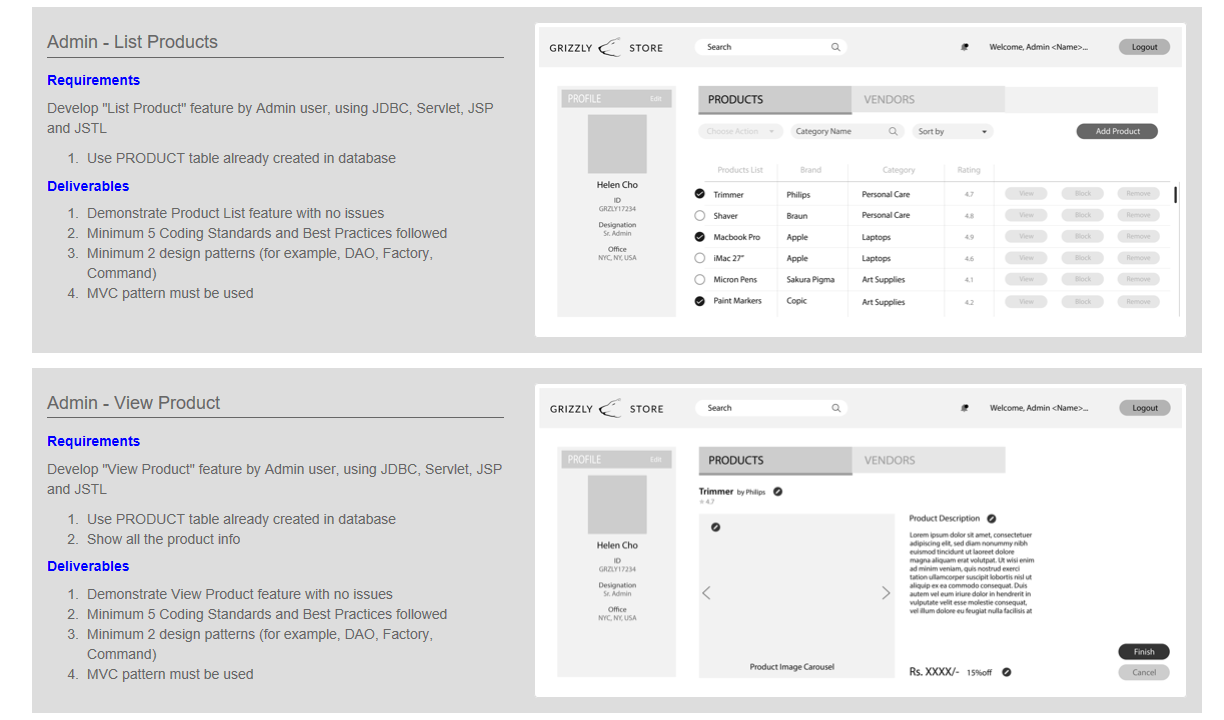 Admin - List Products
Requirements
Develop "List Product" feature by Admin user, using JDBC, Servlet, JSP
and JSTL
1. Use PRODUCT table already created in database
Deliverables
1. Demonstrate Product List feature with no issues
2. Minimum 5 Coding Standards and Best Practices followed
3. Minimum 2 design patterns (for example, DAO, Factory,
Command)
4. MVC pattern must be used
GRIZZLY STORE Search Welcome, Admin <Name>... Logout
PROFILE Edit
Helen Cho
ID
GRZLY17234
Designation
Sr. Admin
Office
NYC, NY, USA
PRODUCTS VENDORS
Choose Action Category Name Sort by Add Product
Products List Brand Category Rating
Trimmer Philips Personal Care 4.7 View Block Remove
Shaver Braun Personal Care 4.8 View Block Remove
Macbook Pro Apple Laptops 4.9 View Block Remove
iMac 27" Apple Laptops 4.6 View Block Remove
Micron Pens Sakura Pigma Art Supplies 4.1 View Block Remove
Paint Markers Copic Art Supplies 4.2 View Block Remove
Admin - View Product
Requirements
Develop "View Product" feature by Admin user, using JDBC, Servlet, JSP
and JSTL
1. Use PRODUCT table already created in database
2. Show all the product info
Deliverables
1. Demonstrate View Product feature with no issues
2. Minimum 5 Coding Standards and Best Practices followed
3. Minimum 2 design patterns (for example, DAO, Factory,
Command)
4. MVC pattern must be used
GRIZZLY STORE Search Welcome, Admin <Name>... Logout
PROFILE Edit
Helen Cho
ID
GRZLY17234
Designation
Sr. Admin
Office
NYC, NY, USA
PRODUCTS VENDORS
Trimmer by Philips
4.7
Product Image Carousel
Product Description
Lorem ipsum dolor sit amet, consectetuer
adipiscing elit, sed diam nonummy nibh
euismod tincidunt ut laoreet dolore
magna aliquam erat volutpat. Ut wisi enim
ad minim veniam, quis nostrud exerci
tation ullamcorper suscipit lobortis nisl ut
aliquip ex ea commodo consequat. Duis
autem vel eum iriure dolor in hendrerit in
vulputate velit esse molestie consequat,
vel illum dolore eu feugiat nulla facilisis at
Rs. XXXX/- 15%off
Finish
Cancel